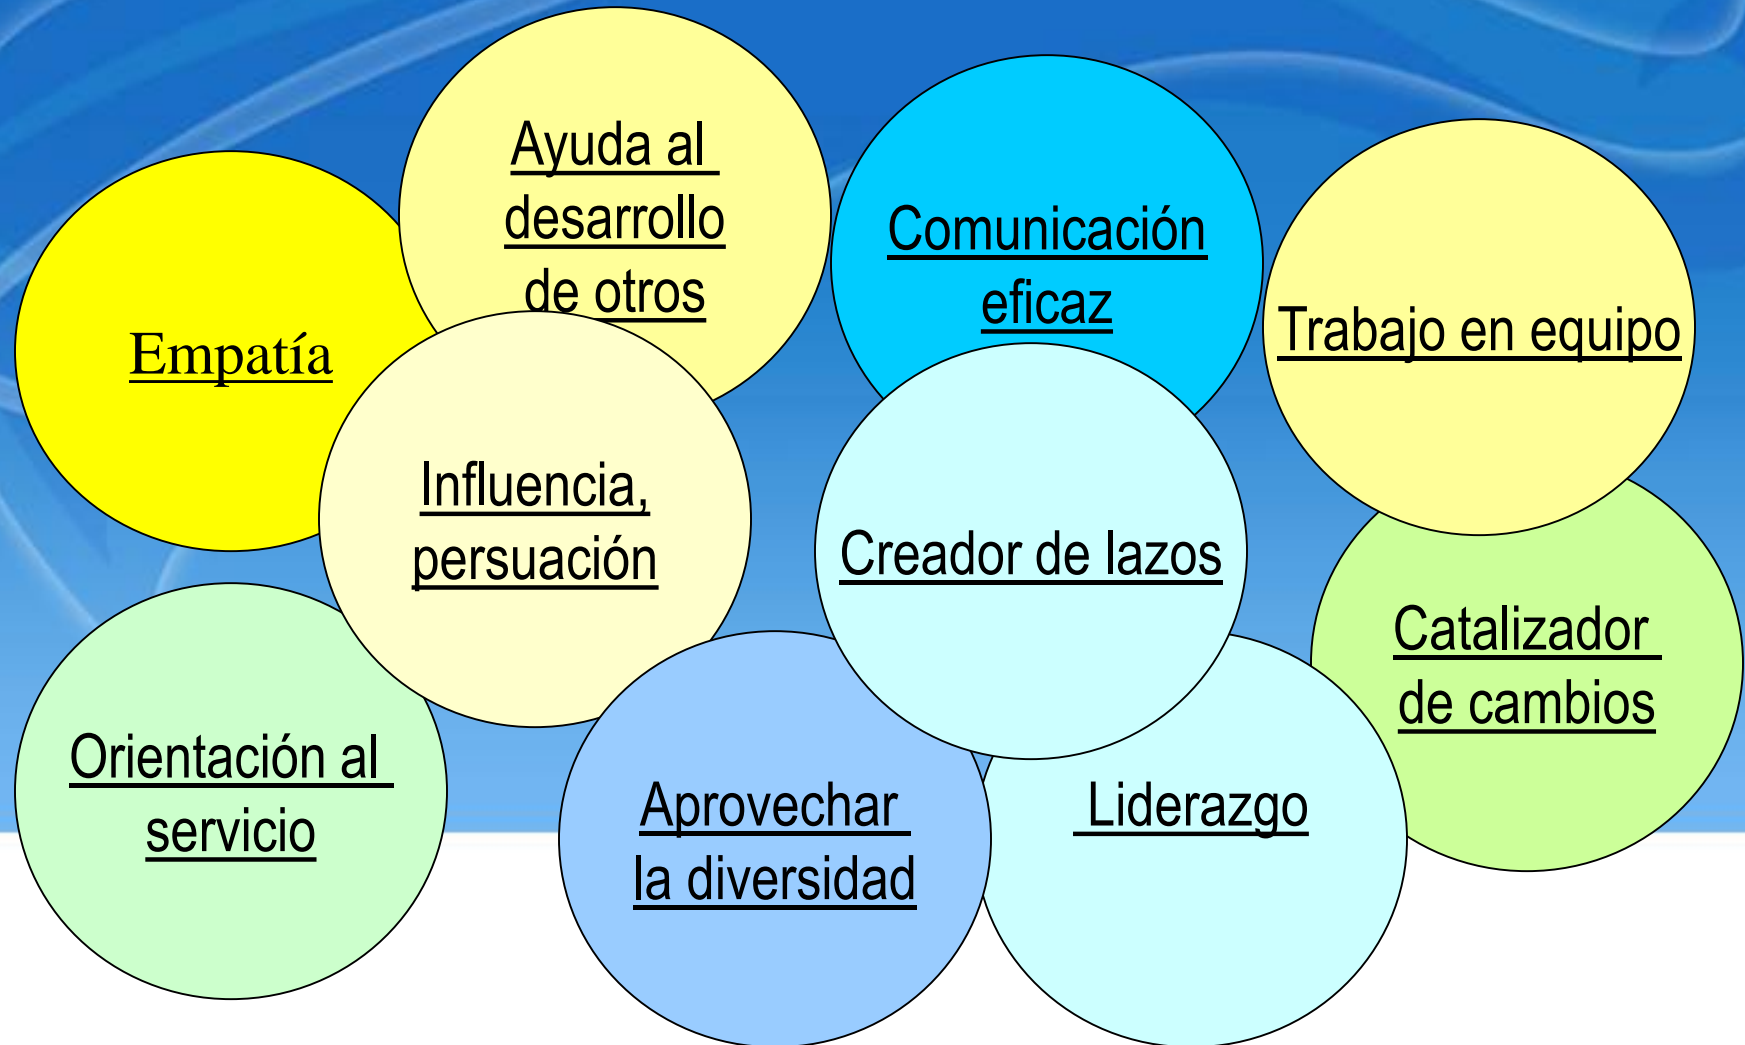 Ayuda al
desarrollo
de otros
Comunicación
eficaz
Trabajo en equipo
Empatía
Influencia,
persuación
Creador de lazos
Catalizador
de cambios
Orientación al
servicio
Aprovechar
la diversidad
Liderazgo